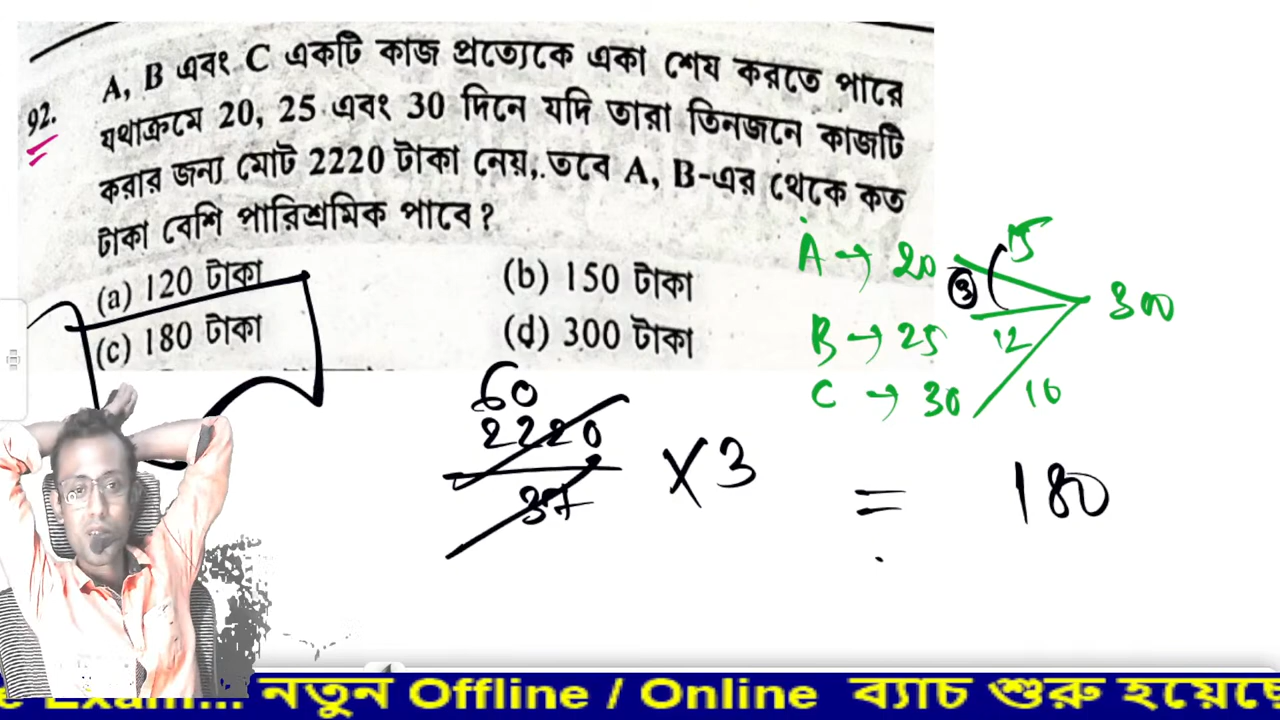 92. A, B এবং C একটি কাজ প্রত্যেকে একা শেষ করতে পারে
যথাক্রমে 20, 25 এবং 30 দিনে যদি তারা তিনজনে কাজটি
করার জন্য মোট 2220 টাকা নেয়, তবে A, B-এর থেকে কত
টাকা বেশি পারিশ্রমিক পাবে?
(a) 120 টাকা (b) 150 টাকা
(c) 180 টাকা (d) 300 টাকা
A → 20 15
3 300
B → 25 12
C → 30 10
60
2220
37
× 3 = 180
নতুন Offline / Online ব্যাচ শুরু হয়েছে